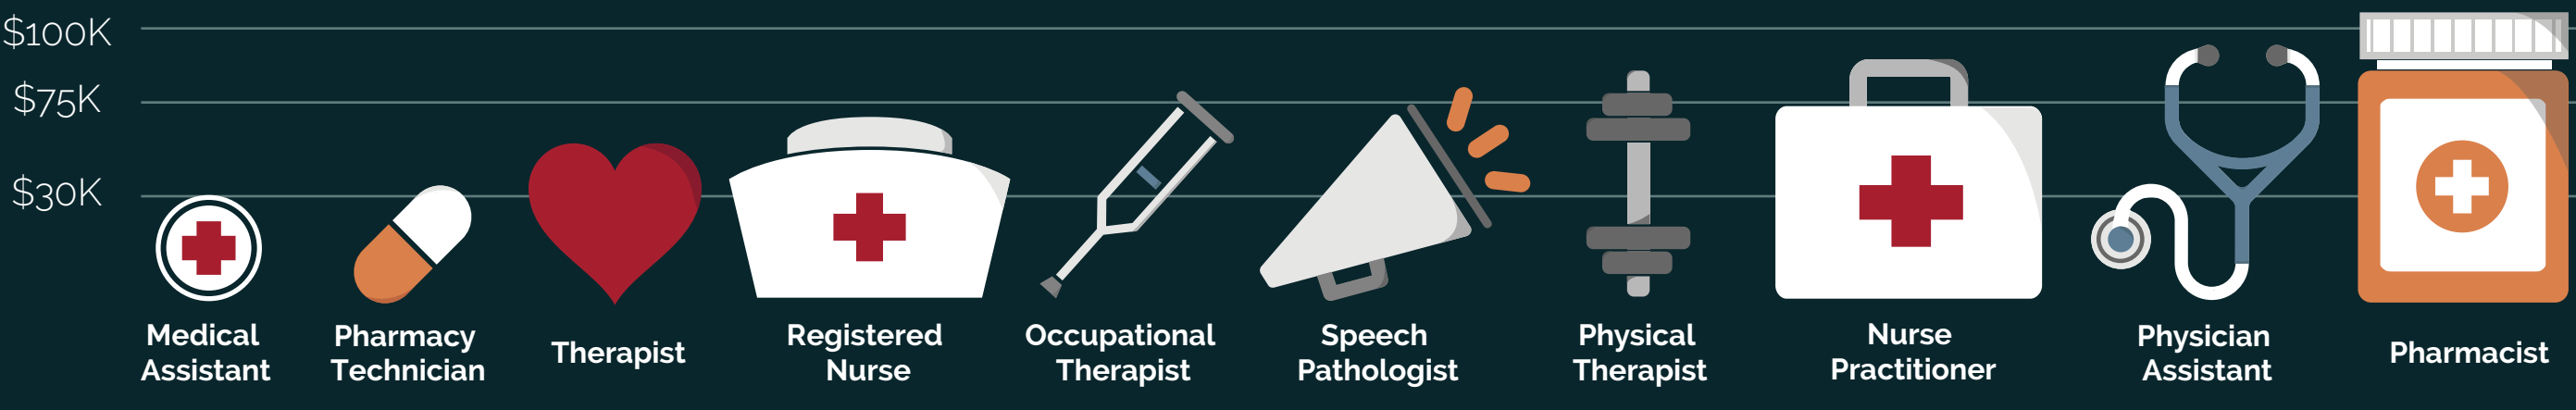 $100K
$75K
$30K
Medical
Assistant
Pharmacy
Technician
Therapist
Registered
Nurse
Occupational
Therapist
Speech
Pathologist
Physical
Therapist
Nurse
Practitioner
Physician
Assistant
Pharmacist